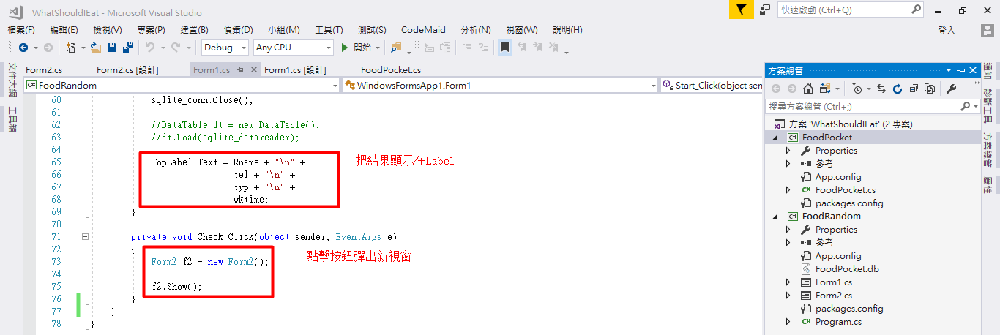 WhatShouldIEat - Microsoft Visual Studio
快速啟動 (Ctrl+Q)
檔案(F) 編輯(E) 檢視(V) 專案(P) 建置(B) 偵錯(D) 小組(M) 工具(T) 測試(S) CodeMaid 分析(N) 視窗(W) 說明(H) 登入
Debug Any CPU 開始
文件大綱
工具箱
Form2.cs Form2.cs [設計] Form1.cs Form1.cs [設計] FoodPocket.cs
FoodRandom WindowsFormsApp1.Form1 Start_Click(object sen
60 sqlite_conn.Close();
61
62 //DataTable dt = new DataTable();
63 //dt.Load(sqlite_datareader);
64
65 TopLabel.Text = Rname + "\n" + 把結果顯示在Label上
66 tel + "\n" +
67 typ + "\n" +
68 wktime;
69 }
70
71 private void Check_Click(object sender, EventArgs e)
72 {
73 Form2 f2 = new Form2(); 點擊按鈕彈出新視窗
74
75 f2.Show();
76 }
77 }
78 }
方案總管
搜尋方案總管 (Ctrl+;)
方案 'WhatShouldIEat' (2 專案)
FoodPocket
Properties
參考
App.config
FoodPocket.cs
packages.config
FoodRandom
Properties
參考
App.config
FoodPocket.db
Form1.cs
Form2.cs
packages.config
Program.cs
通知
診斷工具
方案總管
屬性